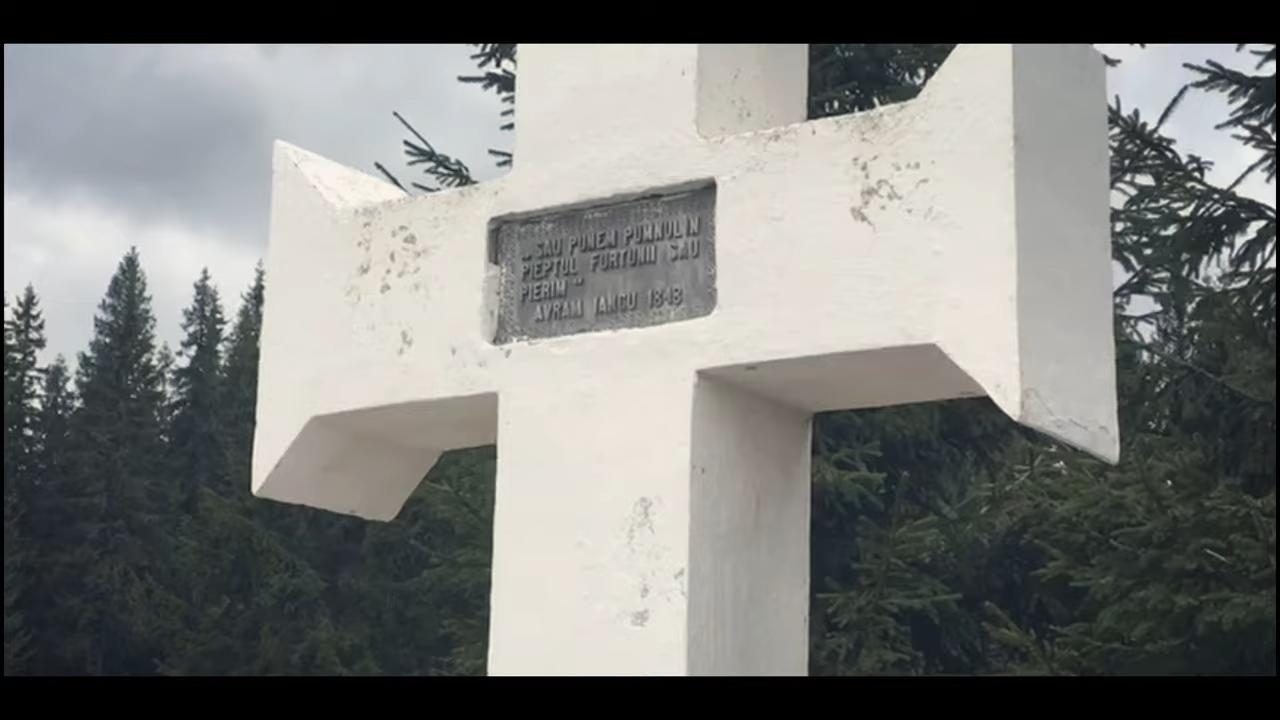 „ SAU PUNEM PUMNUL IN
PIEPTUL FURTUNII SAU
PIERIM "
AVRAM IANCU 1848